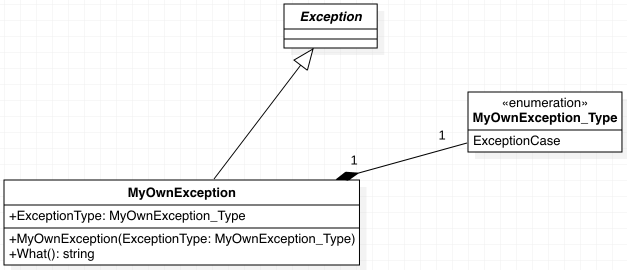 Exception
«enumeration»
MyOwnException_Type
ExceptionCase
1
1
MyOwnException
+ExceptionType: MyOwnException_Type
+MyOwnException(ExceptionType: MyOwnException_Type)
+What(): string